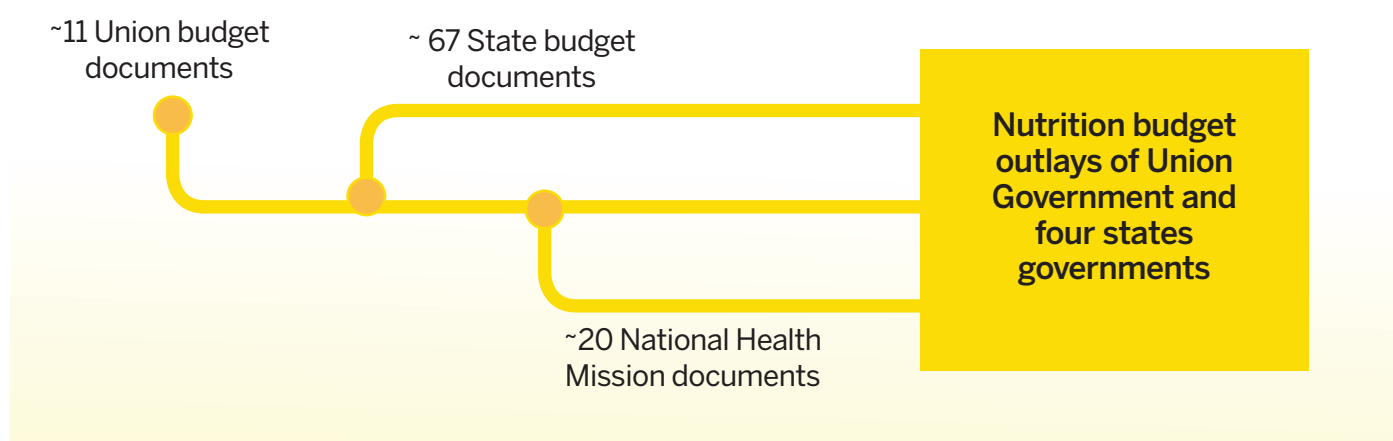 ~11 Union budget
documents
~ 67 State budget
documents
~20 National Health
Mission documents
Nutrition budget
outlays of Union
Government and
four states
governments